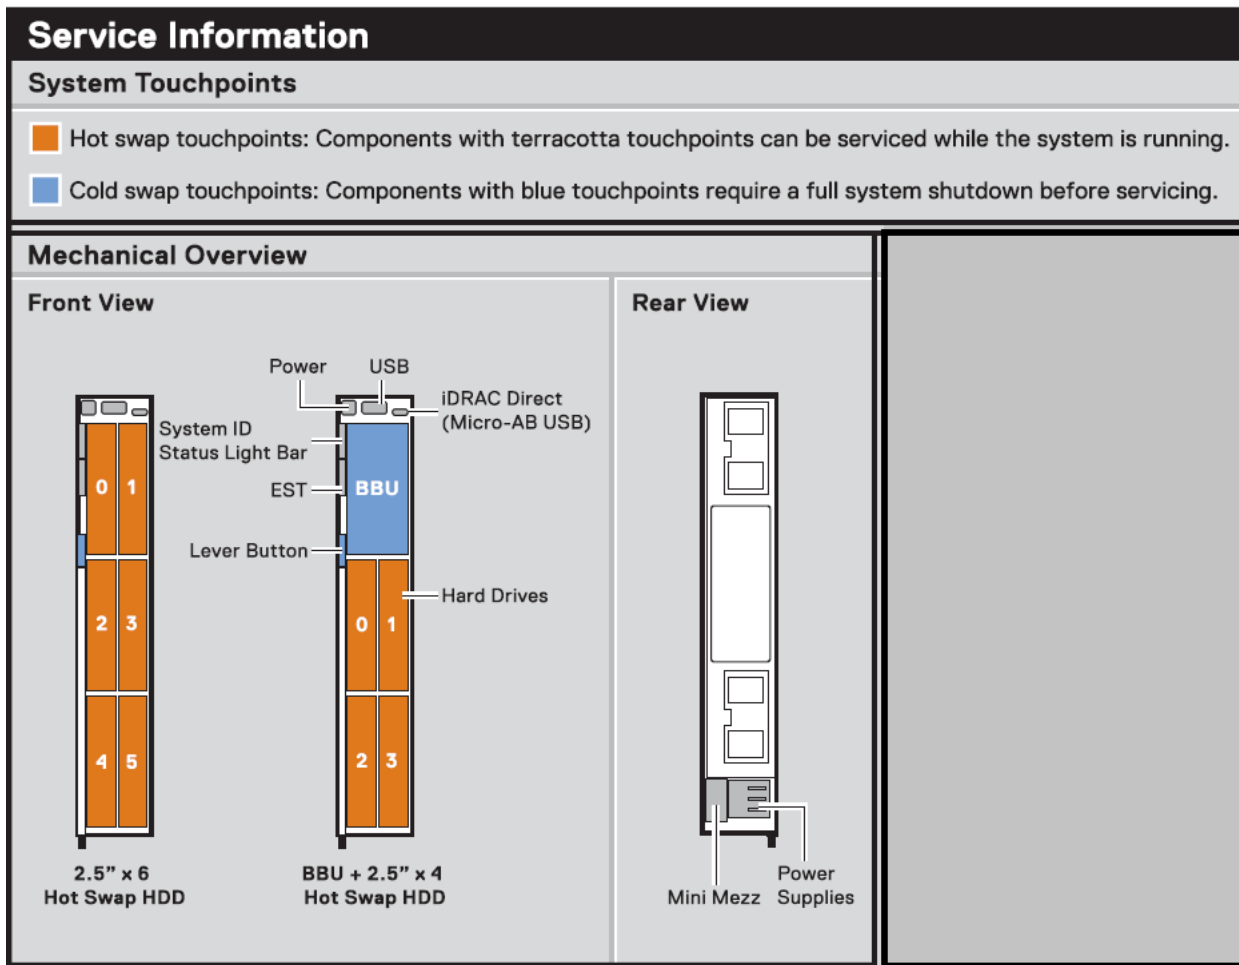 Service Information
System Touchpoints
Hot swap touchpoints: Components with terracotta touchpoints can be serviced while the system is running.
Cold swap touchpoints: Components with blue touchpoints require a full system shutdown before servicing.
Mechanical Overview
Front View
Rear View
Power
USB
iDRAC Direct
(Micro-AB USB)
System ID
Status Light Bar
EST
Lever Button
Hard Drives
0 1
2 3
4 5
BBU
0 1
2 3
2.5” x 6
Hot Swap HDD
BBU + 2.5” x 4
Hot Swap HDD
Mini Mezz
Power
Supplies